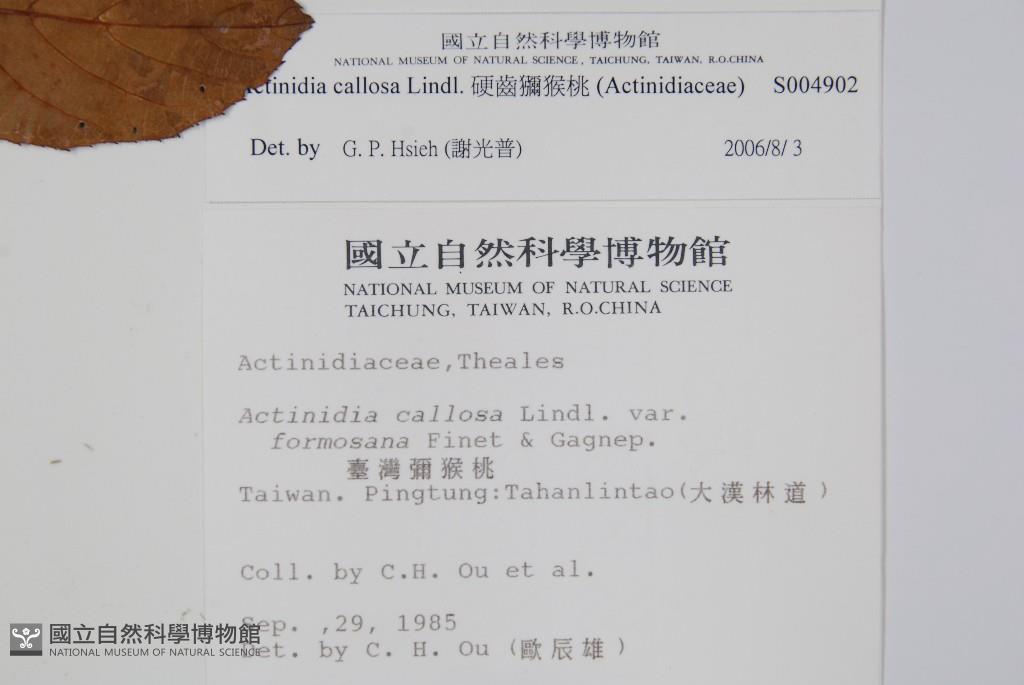 國立自然科學博物館
NATIONAL MUSEUM OF NATURAL SCIENCE, TAICHUNG, TAIWAN, R.O.CHINA
ctinidia callosa Lindl. 硬齒獼猴桃 (Actinidiaceae) S004902
Det. by G. P. Hsieh (謝光普) 2006/8/ 3
國立自然科學博物館
NATIONAL MUSEUM OF NATURAL SCIENCE
TAICHUNG, TAIWAN, R.O.CHINA
Actinidiaceae,Theales
Actinidia callosa Lindl. var.
formosana Finet & Gagnep.
臺灣彌猴桃
Taiwan. Pingtung:Tahanlintao(大漢林道)
Coll. by C.H. Ou et al.
Sep. ,29, 1985
Det. by C. H. Ou (歐辰雄)
國立自然科學博物館
NATIONAL MUSEUM OF NATURAL SCIENCE